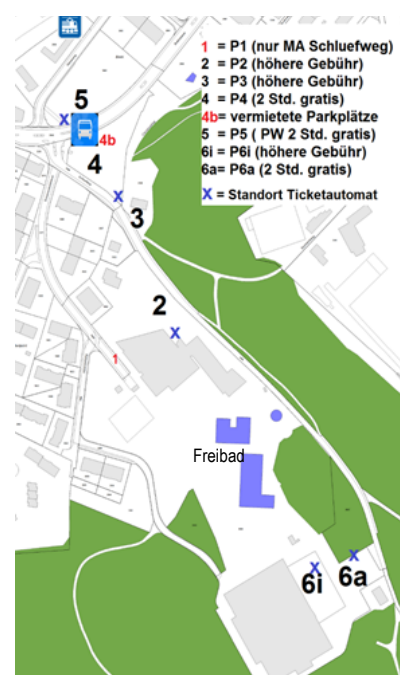 1 = P1 (nur MA Schluefweg)
2 = P2 (höhere Gebühr)
3 = P3 (höhere Gebühr)
4 = P4 (2 Std. gratis)
4b= vermietete Parkplätze
5 = P5 ( PW 2 Std. gratis)
6i = P6i (höhere Gebühr)
6a= P6a (2 Std. gratis)
X = Standort Ticketautomat
5
X
4b
4
X
3
2
X
1
Freibad
X
X
6i
6a